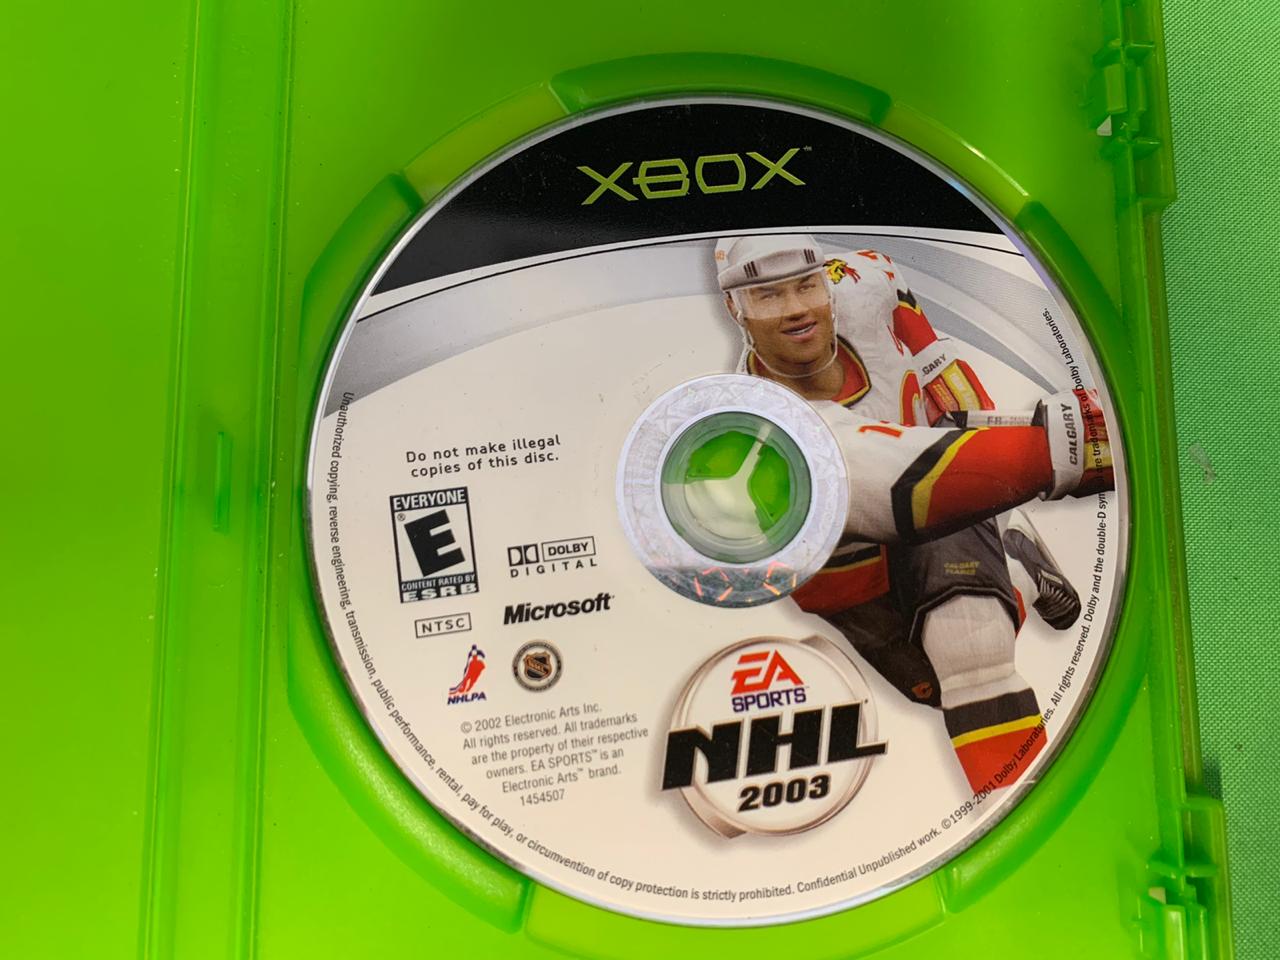 XBOX™
Do not make illegal
copies of this disc.
EVERYONE
E
®
CONTENT RATED BY
ESRB
DOLBY
DIGITAL
NTSC
Microsoft
NHLPA
© 2002 Electronic Arts Inc.
All rights reserved. All trademarks
are the property of their respective
owners. EA SPORTS™ is an
Electronic Arts™ brand.
1454507
EA
SPORTS™
NHL
2003
CALGARY
CALGARY
FLAMES
Unauthorized copying, reverse engineering, transmission, public performance, rental, pay for play, or circumvention of copy protection is strictly prohibited. Confidential Unpublished work. ©1999-2001 Dolby Laboratories. All rights reserved. Dolby and the double-D symbol are trademarks of Dolby Laboratories.